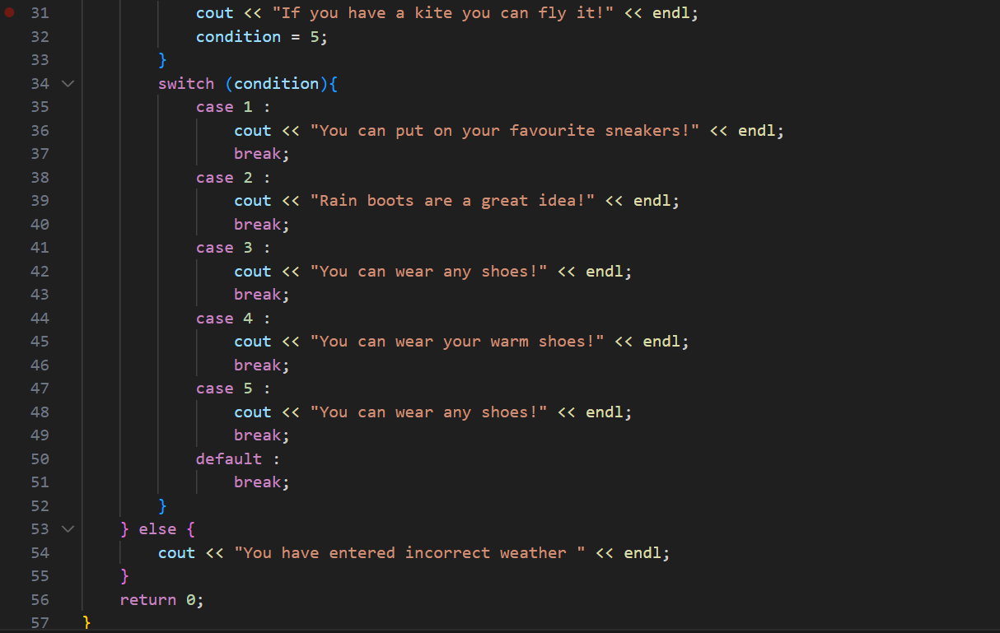 31 cout << "If you have a kite you can fly it!" << endl;
32 condition = 5;
33 }
34 switch (condition){
35 case 1 :
36 cout << "You can put on your favourite sneakers!" << endl;
37 break;
38 case 2 :
39 cout << "Rain boots are a great idea!" << endl;
40 break;
41 case 3 :
42 cout << "You can wear any shoes!" << endl;
43 break;
44 case 4 :
45 cout << "You can wear your warm shoes!" << endl;
46 break;
47 case 5 :
48 cout << "You can wear any shoes!" << endl;
49 break;
50 default :
51 break;
52 }
53 } else {
54 cout << "You have entered incorrect weather " << endl;
55 }
56 return 0;
57 }